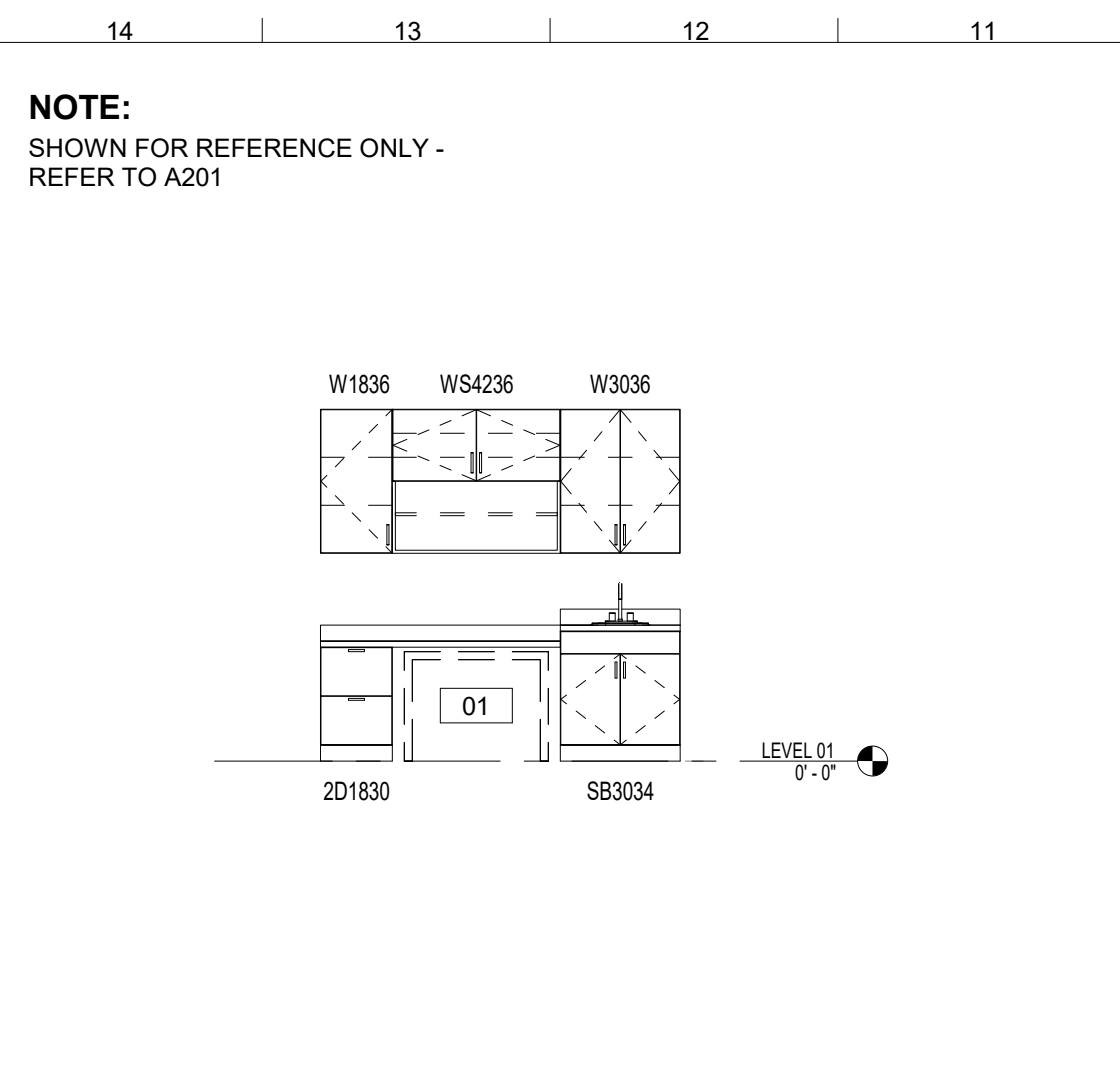 14 13 12 11
NOTE:
SHOWN FOR REFERENCE ONLY -
REFER TO A201
W1836 WS4236 W3036
01
LEVEL 01
0' - 0"
2D1830 SB3034